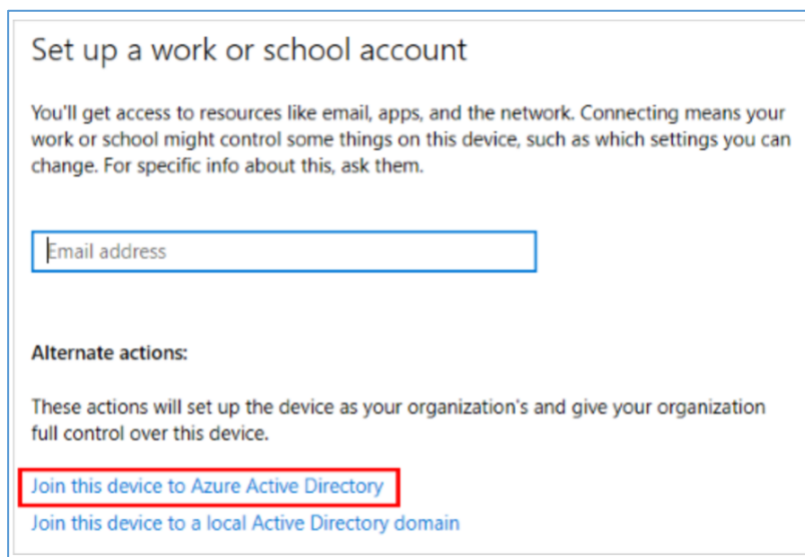 Set up a work or school account
You'll get access to resources like email, apps, and the network. Connecting means your
work or school might control some things on this device, such as which settings you can
change. For specific info about this, ask them.
Email address
Alternate actions:
These actions will set up the device as your organization's and give your organization
full control over this device.
Join this device to Azure Active Directory
Join this device to a local Active Directory domain